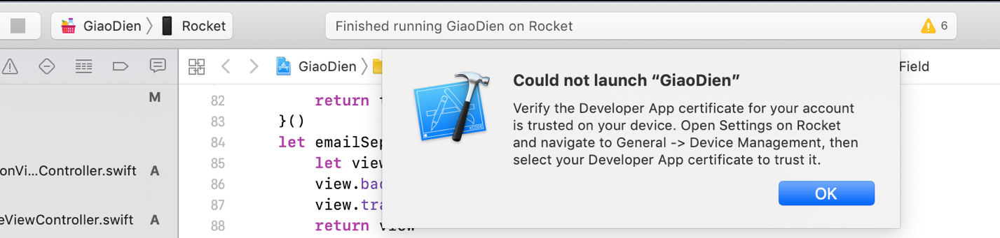 GiaoDien 〉 Rocket
Finished running GiaoDien on Rocket 6
GiaoDien 〉 Field
M
onVi...Controller.swift A
eViewController.swift A
82 return
83 }()
84 let emailSe
85 let view
86 view.bac
87 view.tra
88 return view
Could not launch “GiaoDien”
Verify the Developer App certificate for your account
is trusted on your device. Open Settings on Rocket
and navigate to General -> Device Management, then
select your Developer App certificate to trust it.
OK